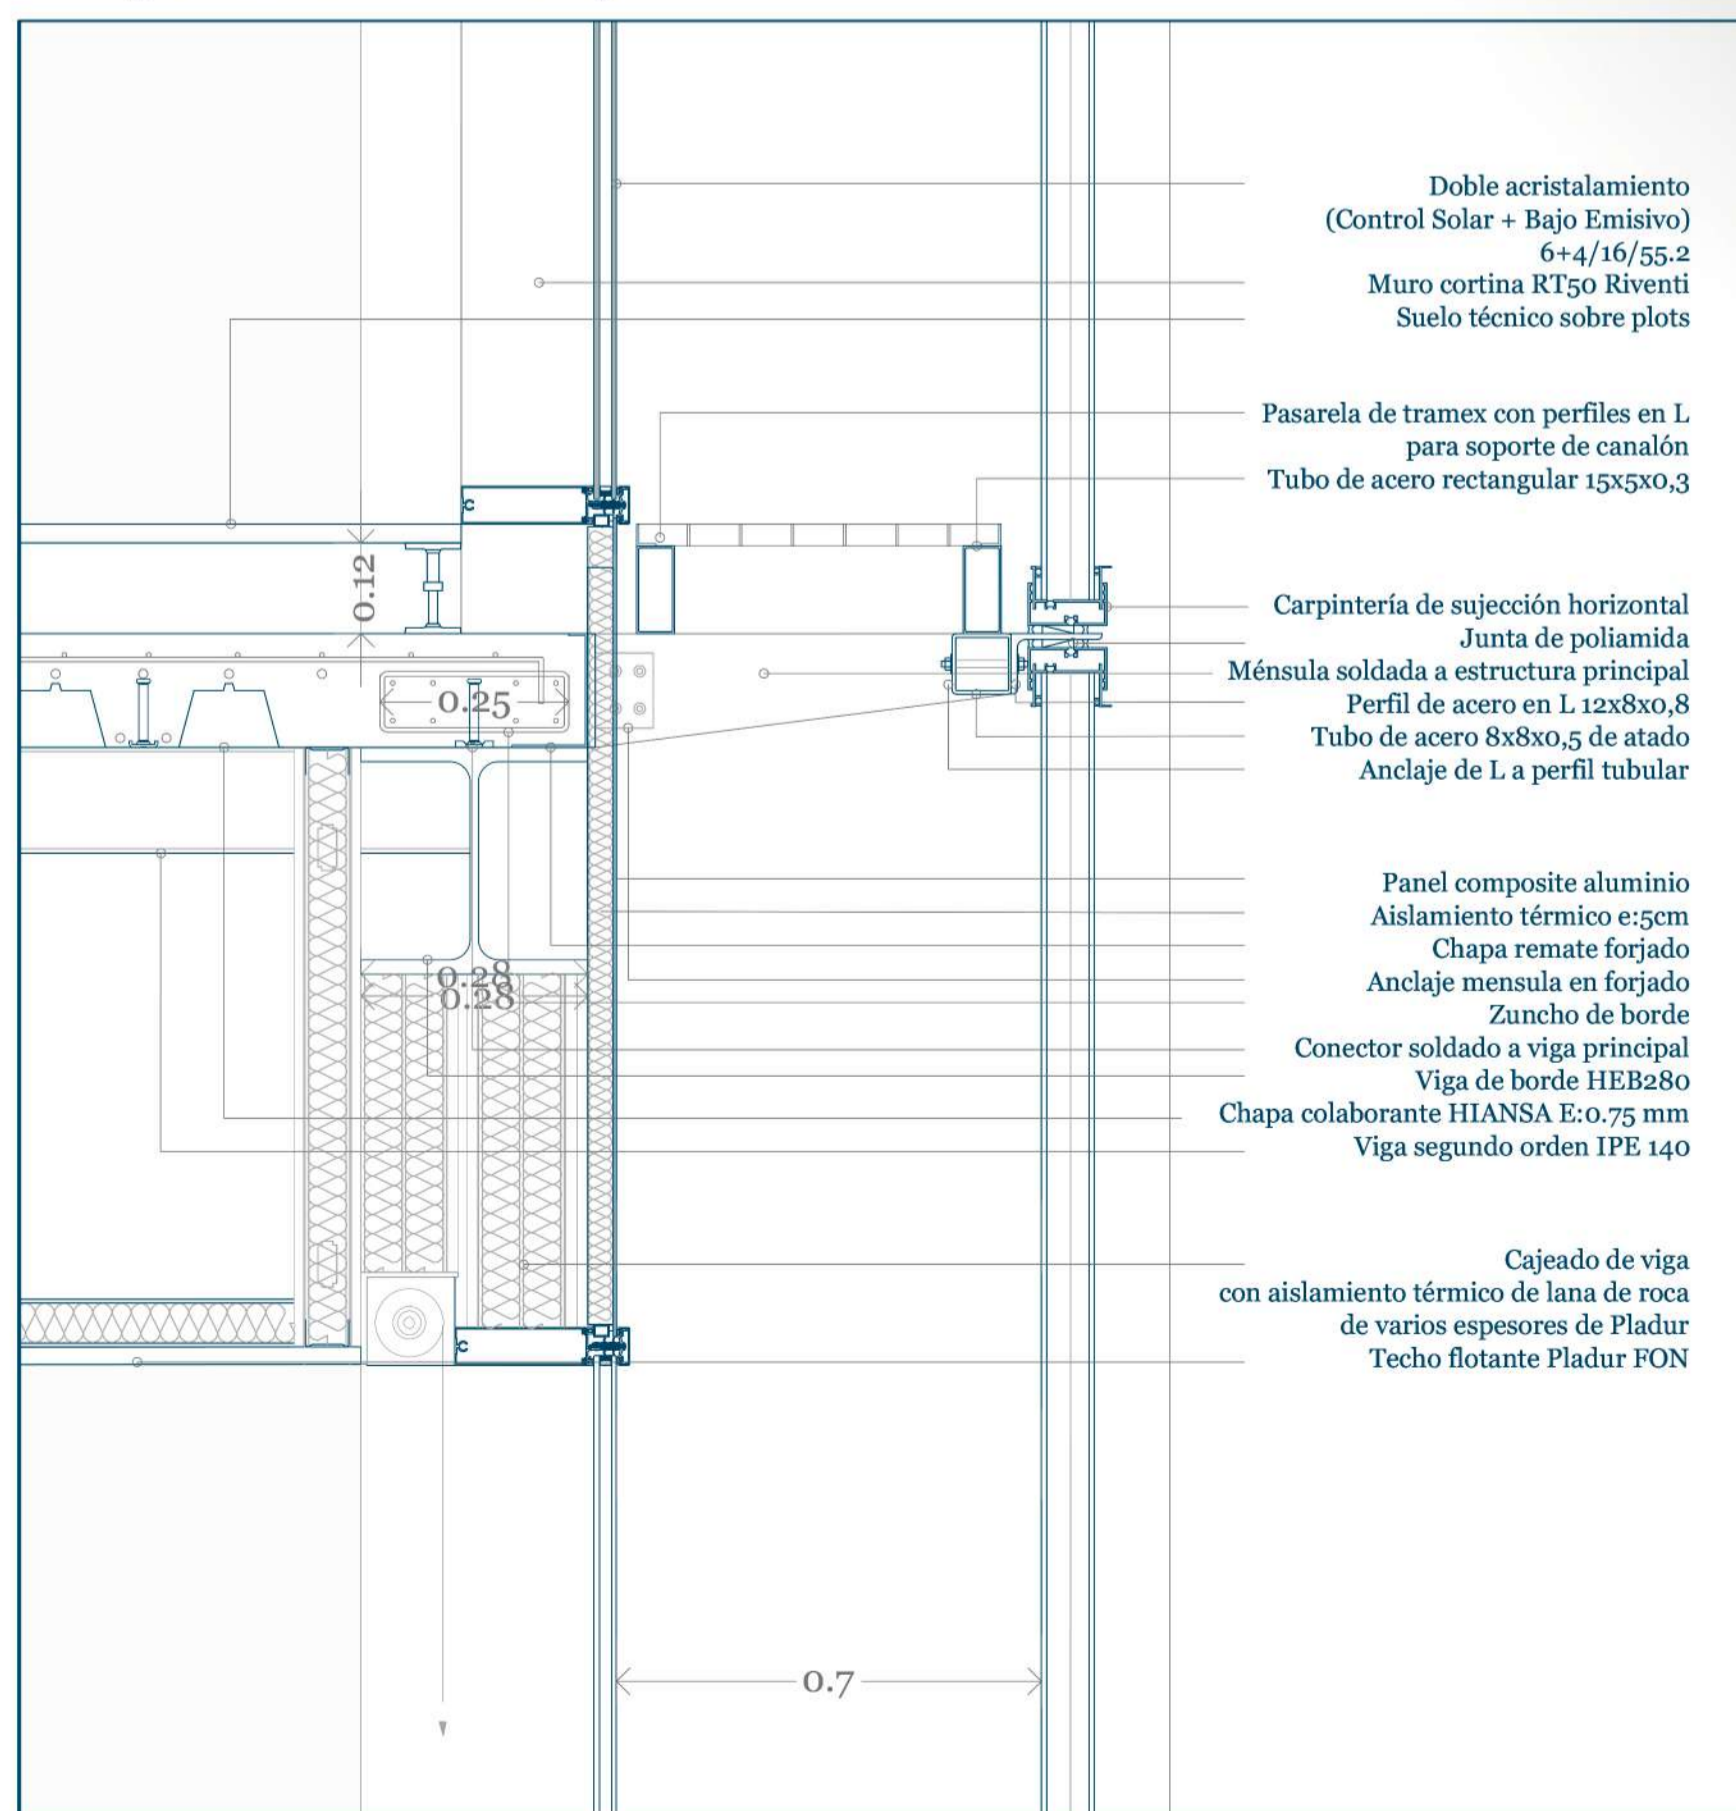 Doble acristalamiento
(Control Solar + Bajo Emisivo)
6+4/16/55.2
Muro cortina RT50 Riventi
Suelo técnico sobre plots
Pasarela de tramex con perfiles en L
para soporte de canalón
Tubo de acero rectangular 15x5x0,3
0.12
Carpintería de sujección horizontal
Junta de poliamida
Ménsula soldada a estructura principal
0.25
Perfil de acero en L 12x8x0,8
Tubo de acero 8x8x0,5 de atado
Anclaje de L a perfil tubular
Panel composite aluminio
Aislamiento térmico e:5cm
Chapa remate forjado
0.28
Anclaje mensula en forjado
0.28
Zuncho de borde
Conector soldado a viga principal
Viga de borde HEB280
Chapa colaborante HIANSA E:0.75 mm
Viga segundo orden IPE 140
Cajeado de viga
con aislamiento térmico de lana de roca
de varios espesores de Pladur
Techo flotante Pladur FON
0.7